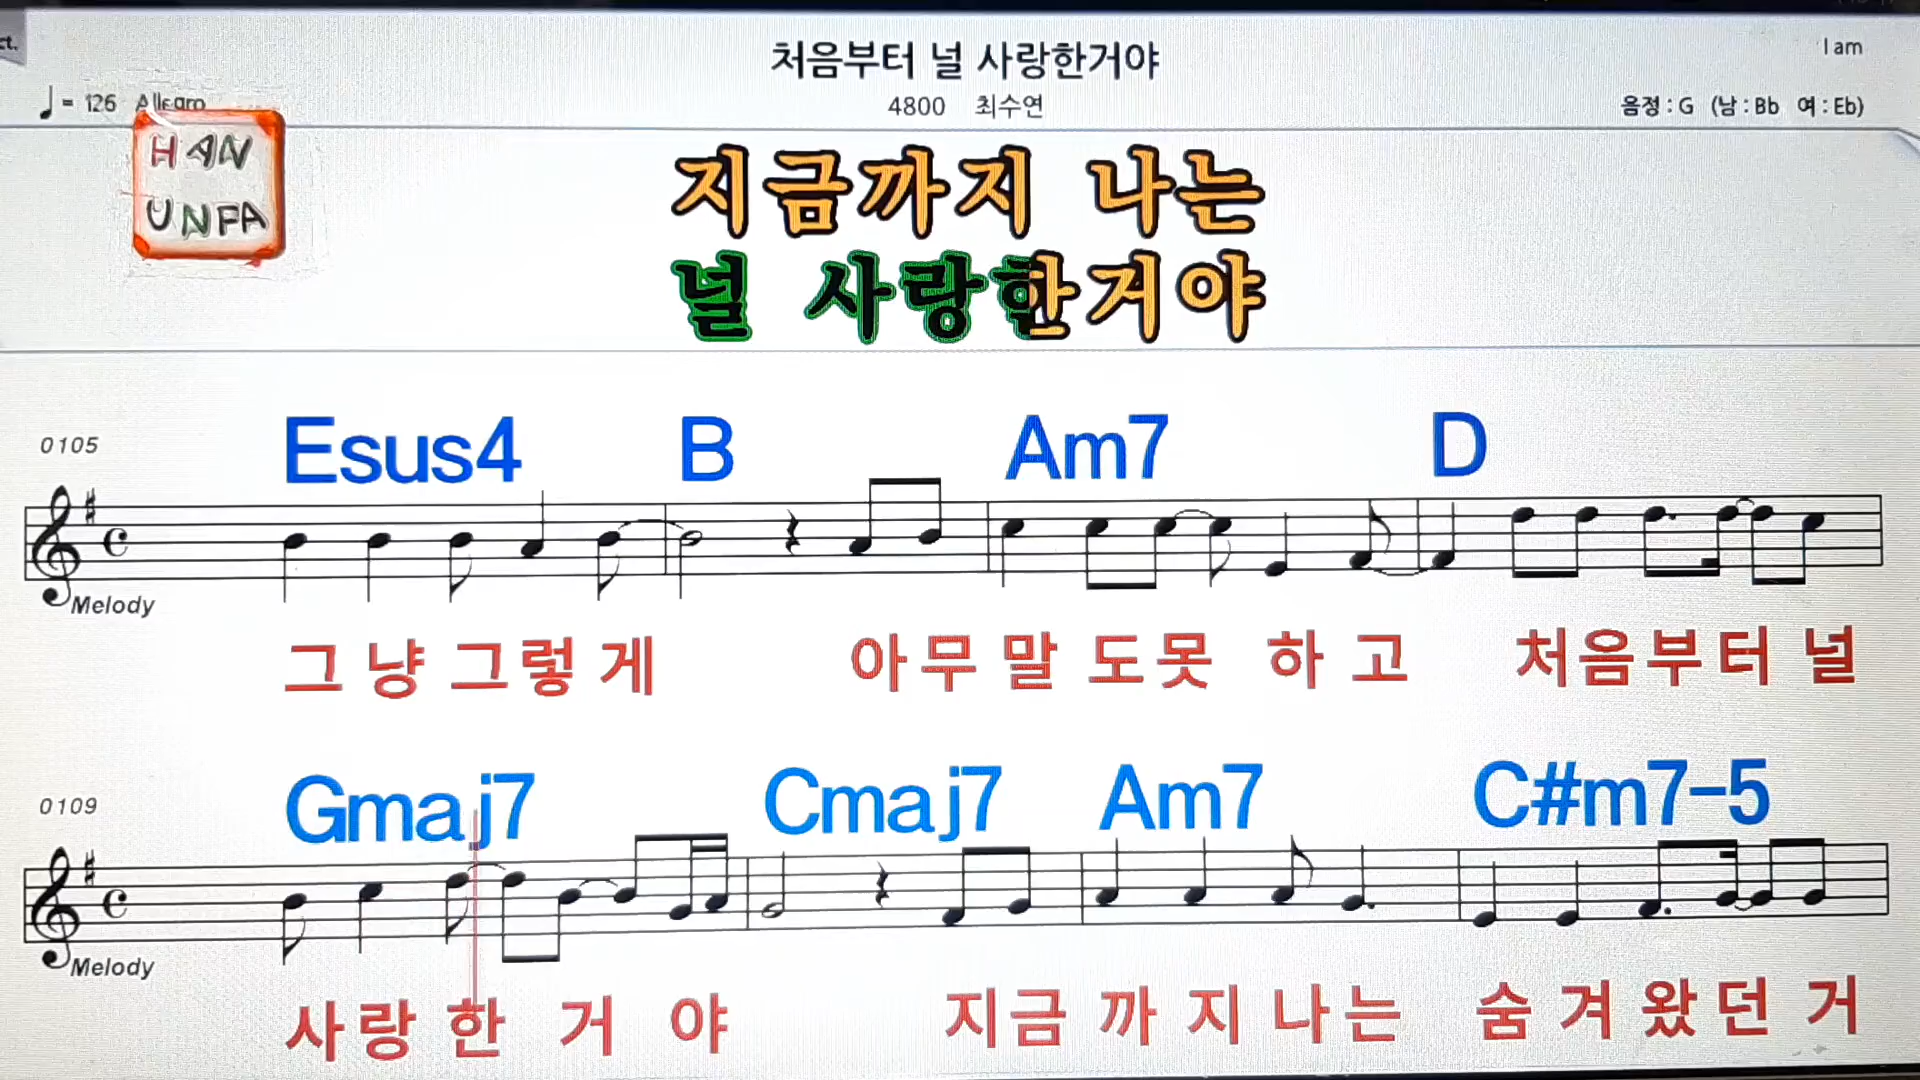 ct.
처음부터 널 사랑한거야
I am
♩ = 126 Allegro
4800 최수연
음정 : G (남 : Bb 여 : Eb)
HAN
UNFA
지금까지 나는
널 사랑한거야
Esus4 B Am7 D
0105
Melody
그 냥 그 렇 게 아 무 말 도 못 하 고 처 음 부 터 널
Gmaj7 Cmaj7 Am7 C#m7-5
0109
Melody
사 랑 한 거 야 지 금 까 지 나 는 숨 겨 왔 던 거